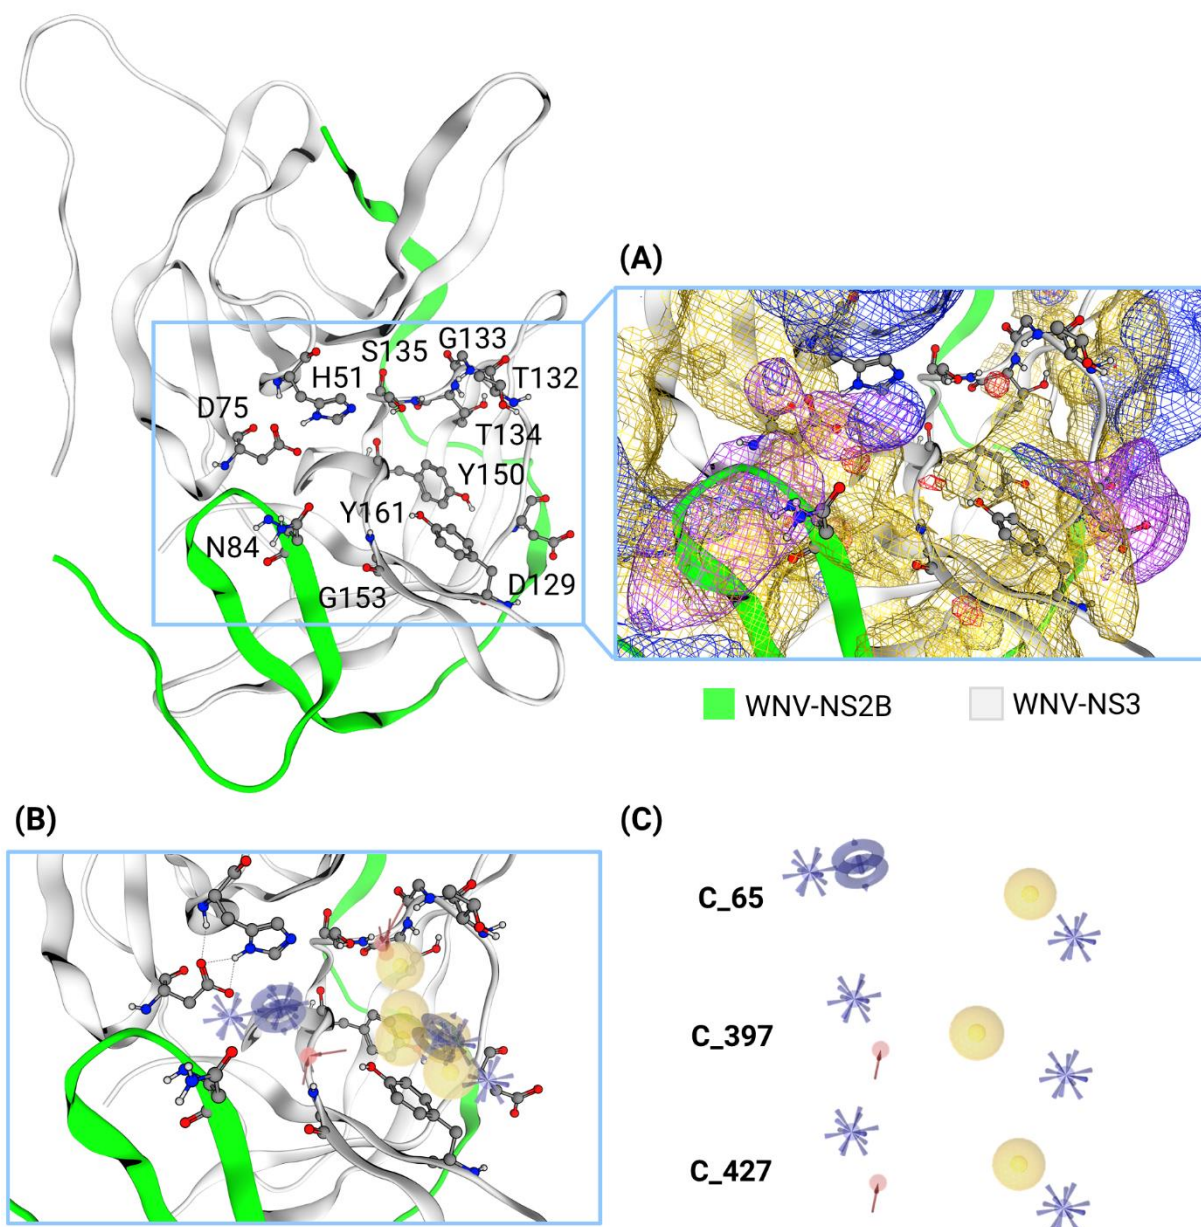 (A)
S135
G133
H51
T132
D75
T134
Y150
Y161
N84
D129
G153
WNV-NS2B
WNV-NS3
(B)
(C)
C_65
C_397
C_427